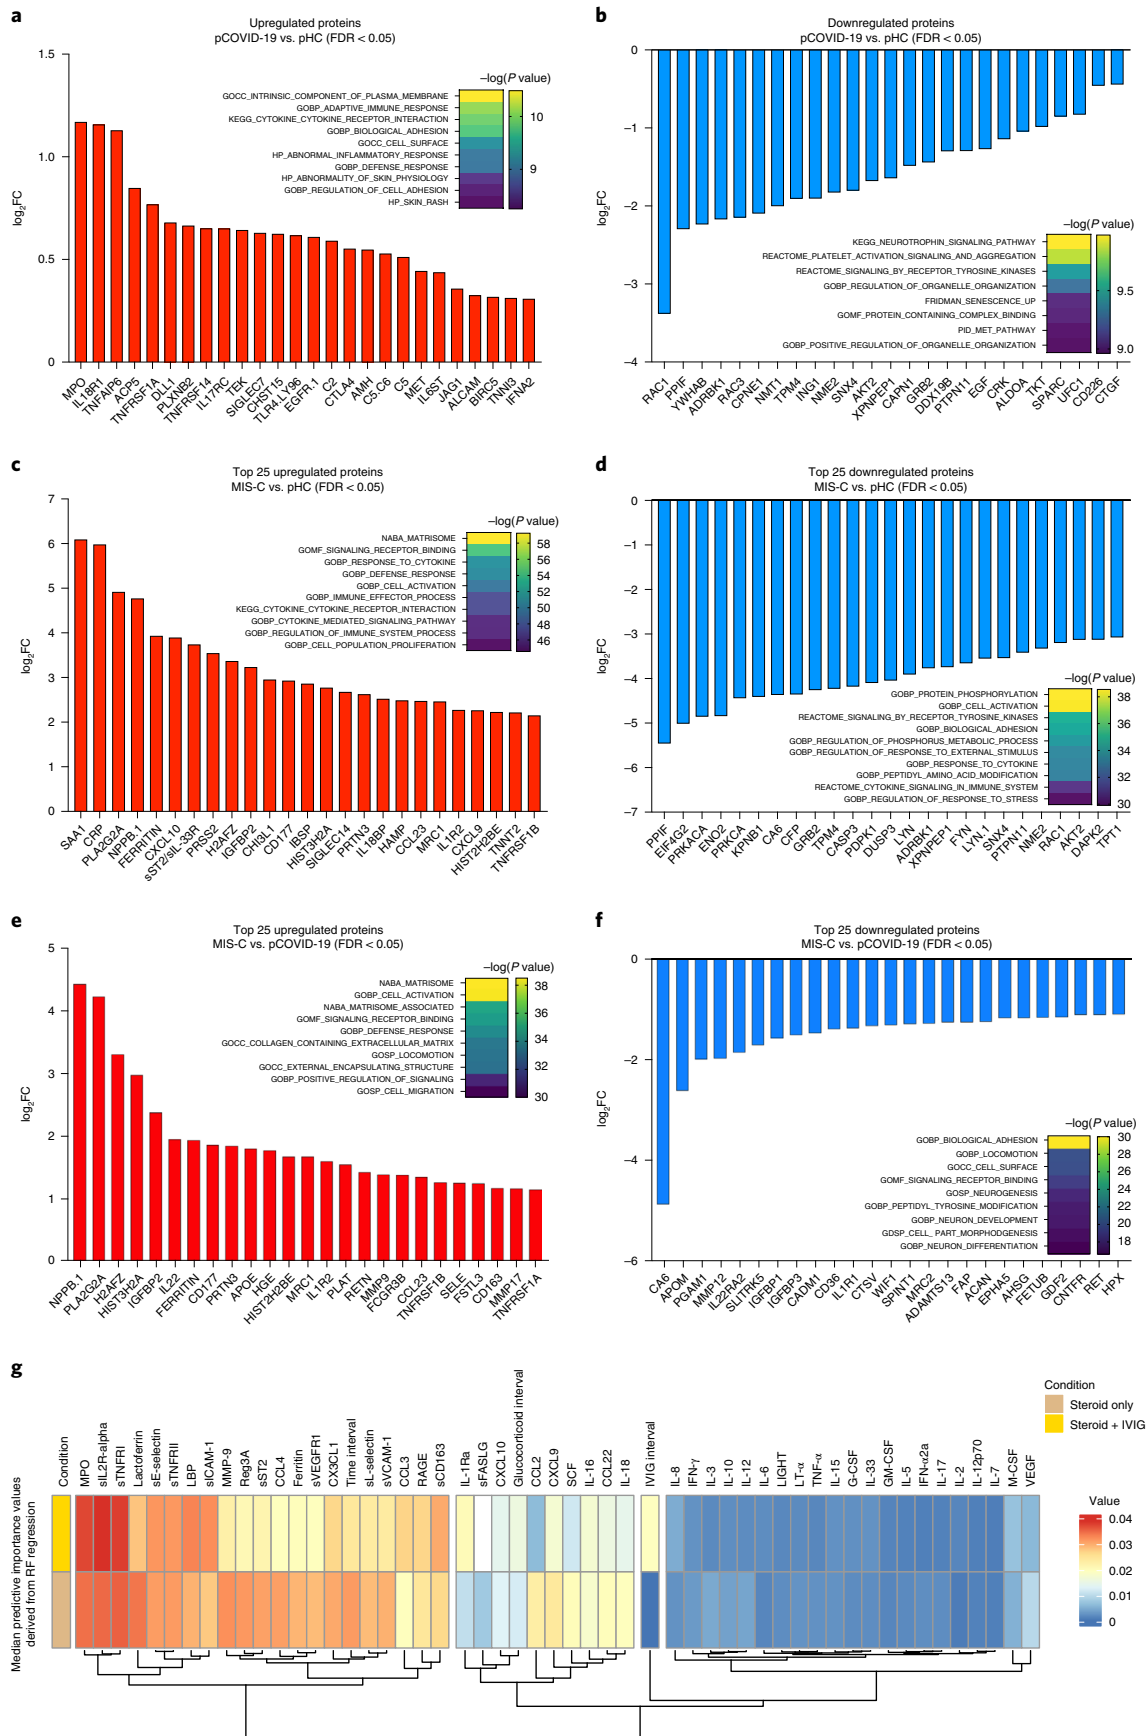 a
Upregulated proteins
pCOVID-19 vs. pHC (FDR < 0.05)
1.5
1.0
0.5
0
log2FC
–log(P value)
GOCC_INTRINSIC_COMPONENT_OF_PLASMA_MEMBRANE
GOBP_ADAPTIVE_IMMUNE_RESPONSE
KEGG_CYTOKINE_CYTOKINE_RECEPTOR_INTERACTION
GOBP_BIOLOGICAL_ADHESION
GOCC_CELL_SURFACE
HP_ABNORMAL_INFLAMMATORY_RESPONSE
GOBP_DEFENSE_RESPONSE
HP_ABNORMALITY_OF_SKIN_PHYSIOLOGY
GOBP_REGULATION_OF_CELL_ADHESION
HP_SKIN_RASH
10
9
MPO IL18R1 TNFAIP6 ACP5 TNFRSF1A DLL1 PLXNB2 TNFRSF14 IL17RC TEK SIGLEC7 CHST15 TLR4.LY96 EGFR.1 C2 CTLA4 AMH C5.C6 C5 MET IL6ST JAG1 ALCAM BIRC5 TNNI3 IFNA2
b
Downregulated proteins
pCOVID-19 vs. pHC (FDR < 0.05)
0
–1
–2
–3
–4
log2FC
–log(P value)
KEGG_NEUROTROPHIN_SIGNALING_PATHWAY
REACTOME_PLATELET_ACTIVATION_SIGNALING_AND_AGGREGATION
REACTOME_SIGNALING_BY_RECEPTOR_TYROSINE_KINASES
GOBP_REGULATION_OF_ORGANELLE_ORGANIZATION
FRIDMAN_SENESCENCE_UP
GOMF_PROTEIN_CONTAINING_COMPLEX_BINDING
PID_MET_PATHWAY
GOBP_POSITIVE_REGULATION_OF_ORGANELLE_ORGANIZATION
9.5
9.0
RAC1 PPIF YWHAB ADRBK1 RAC3 CPNE1 NMT1 TPM4 ING1 NME2 SNX4 AKT2 XPNPEP1 CAPN1 GRB2 DDX19B PTPN11 EGF CRK ALDOA TKT SPARC UFC1 CD226 CTGF
c
Top 25 upregulated proteins
MIS-C vs. pHC (FDR < 0.05)
7
6
5
4
3
2
1
0
log2FC
–log(P value)
NABA_MATRISOME
GOMF_SIGNALING_RECEPTOR_BINDING
GOBP_RESPONSE_TO_CYTOKINE
GOBP_DEFENSE_RESPONSE
GOBP_CELL_ACTIVATION
GOBP_IMMUNE_EFFECTOR_PROCESS
KEGG_CYTOKINE_CYTOKINE_RECEPTOR_INTERACTION
GOBP_CYTOKINE_MEDIATED_SIGNALING_PATHWAY
GOBP_REGULATION_OF_IMMUNE_SYSTEM_PROCESS
GOBP_CELL_POPULATION_PROLIFERATION
58
56
54
52
50
48
46
SAA1 CRP PLA2G2A NPPB.1 FERRITIN CXCL10 sST2/sIL-33R PRSS2 H2AFZ IGFBP2 CHI3L1 CD177 IBSP HIST3H2A SIGLEC14 PRTN3 IL18BP HAMP CCL23 MRC1 IL1R2 CXCL9 HIST2H2BE TNNT2 TNFRSF1B
d
Top 25 downregulated proteins
MIS-C vs. pHC (FDR < 0.05)
0
–1
–2
–3
–4
–5
–6
–7
log2FC
–log(P value)
GOBP_PROTEIN_PHOSPHORYLATION
GOBP_CELL_ACTIVATION
REACTOME_SIGNALING_BY_RECEPTOR_TYROSINE_KINASES
GOBP_BIOLOGICAL_ADHESION
GOBP_REGULATION_OF_PHOSPHORUS_METABOLIC_PROCESS
GOBP_REGULATION_OF_RESPONSE_TO_EXTERNAL_STIMULUS
GOBP_RESPONSE_TO_CYTOKINE
GOBP_PEPTIDYL_AMINO_ACID_MODIFICATION
REACTOME_CYTOKINE_SIGNALING_IN_IMMUNE_SYSTEM
GOBP_REGULATION_OF_RESPONSE_TO_STRESS
38
36
34
32
30
PPIF EIF4G2 PRKACA ENO2 PRKCA KPNB1 CA6 CFP GRB2 TPM4 CASP3 PDPK1 DUSP3 LYN ADRBK1 XPNPEP1 FYN LYN.1 SNX4 PTPN11 NME2 RAC1 AKT2 DAPK2 TPT1
e
Top 25 upregulated proteins
MIS-C vs. pCOVID-19 (FDR < 0.05)
5
4
3
2
1
0
log2FC
–log(P value)
NABA_MATRISOME
GOBP_CELL_ACTIVATION
NABA_MATRISOME_ASSOCIATED
GOMF_SIGNALING_RECEPTOR_BINDING
GOBP_DEFENSE_RESPONSE
GOCC_COLLAGEN_CONTAINING_EXTRACELLULAR_MATRIX
GOSP_LOCOMOTION
GOCC_EXTERNAL_ENCAPSULATING_STRUCTURE
GOBP_POSITIVE_REGULATION_OF_SIGNALING
GOSP_CELL_MIGRATION
38
36
34
32
30
NPPB.1 PLA2G2A H2AFZ HIST3H2A IGFBP2 IL22 FERRITIN CD177 PRTN3 APOE HGE HIST2H2BE MRC1 IL1R2 PLAT RETN MMP9 FCGR3B CCL23 TNFRSF1B SELE FSTL3 CD163 MMP17 TNFRSF1A
f
Top 25 downregulated proteins
MIS-C vs. pCOVID-19 (FDR < 0.05)
0
–2
–4
–6
log2FC
–log(P value)
GOBP_BIOLOGICAL_ADHESION
GOBP_LOCOMOTION
GOCC_CELL_SURFACE
GOMF_SIGNALING_RECEPTOR_BINDING
GOSP_NEUROGENESIS
GOBP_PEPTIDYL_TYROSINE_MODIFICATION
GOBP_NEURON_DEVELOPMENT
GDSP_CELL_ PART_MORPHODGENESIS
GOBP_NEURON_DIFFERENTIATION
30
28
26
24
22
20
18
16
CA6 APOM PGAM1 MMP12 IL22RA2 SLITRK5 IGFBP1 IGFBP3 CADM1 CD36 IL1R1 CTSV WIF1 SPINT1 MRC2 ADAMTS13 FAP ACAN EPHA5 AHSG FETUB GDF2 CNTFR RET HPX
g
Condition
Steroid only
Steroid + IVIG
Condition MPO sIL2R-alpha sTNFRI Lactoferrin sE-selectin sTNFRII LBP sICAM-1 MMP-9 Reg3A sST2 CCL4 Ferritin sVEGFR1 CX3CL1 Time interval sL-selectin sVCAM-1 CCL3 RAGE sCD163 IL-1Ra sFASLG CXCL10 Glucocorticoid interval CCL2 CXCL9 SCF IL-16 CCL22 IL-18 IVIG interval IL-8 IFN-γ IL-3 IL-10 IL-12 IL-6 LIGHT LT-α TNF-α IL-15 G-CSF IL-33 GM-CSF IL-5 IFN-α2a IL-17 IL-2 IL-12p70 IL-7 M-CSF VEGF
Median predictive importance values
derived from RF regression
Value
0.04
0.03
0.02
0.01
0